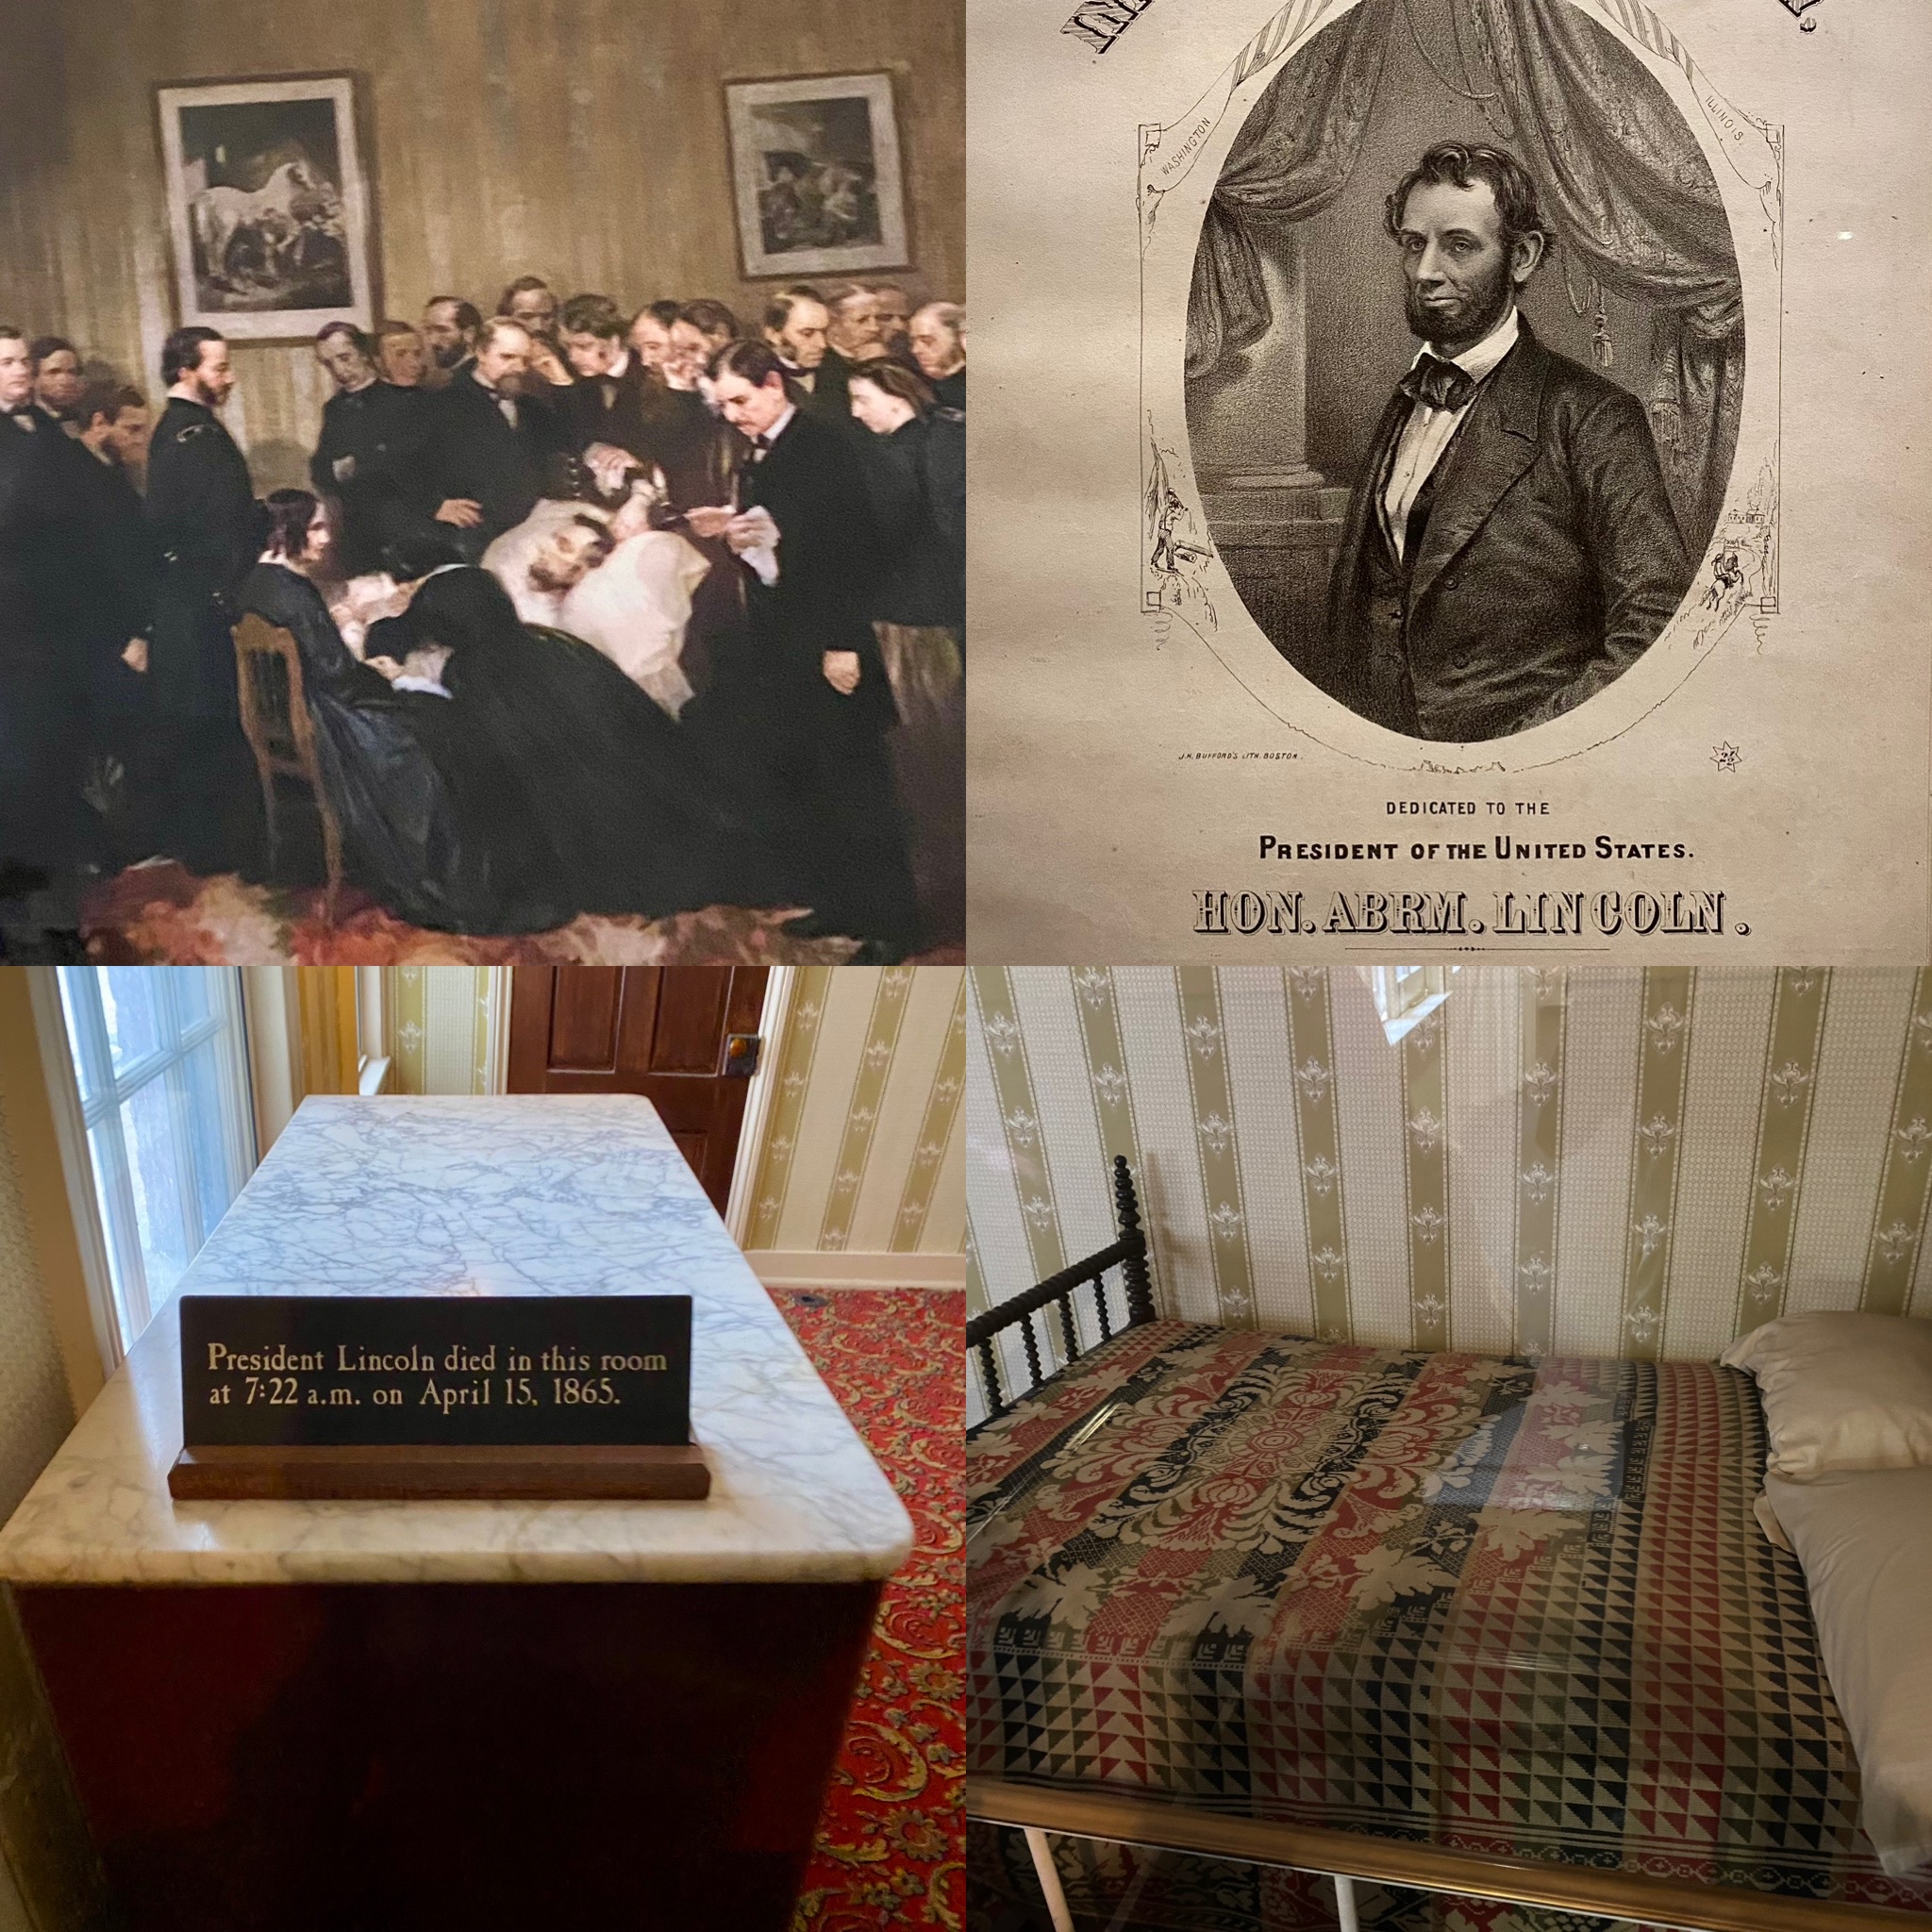 WASHINGTON
ILLINOIS.
J.H. BUFFORD'S LITH. BOSTON.
DEDICATED TO THE
PRESIDENT OF THE UNITED STATES.
HON. ABRM. LINCOLN.
President Lincoln died in this room
at 7:22 a.m. on April 15, 1865.